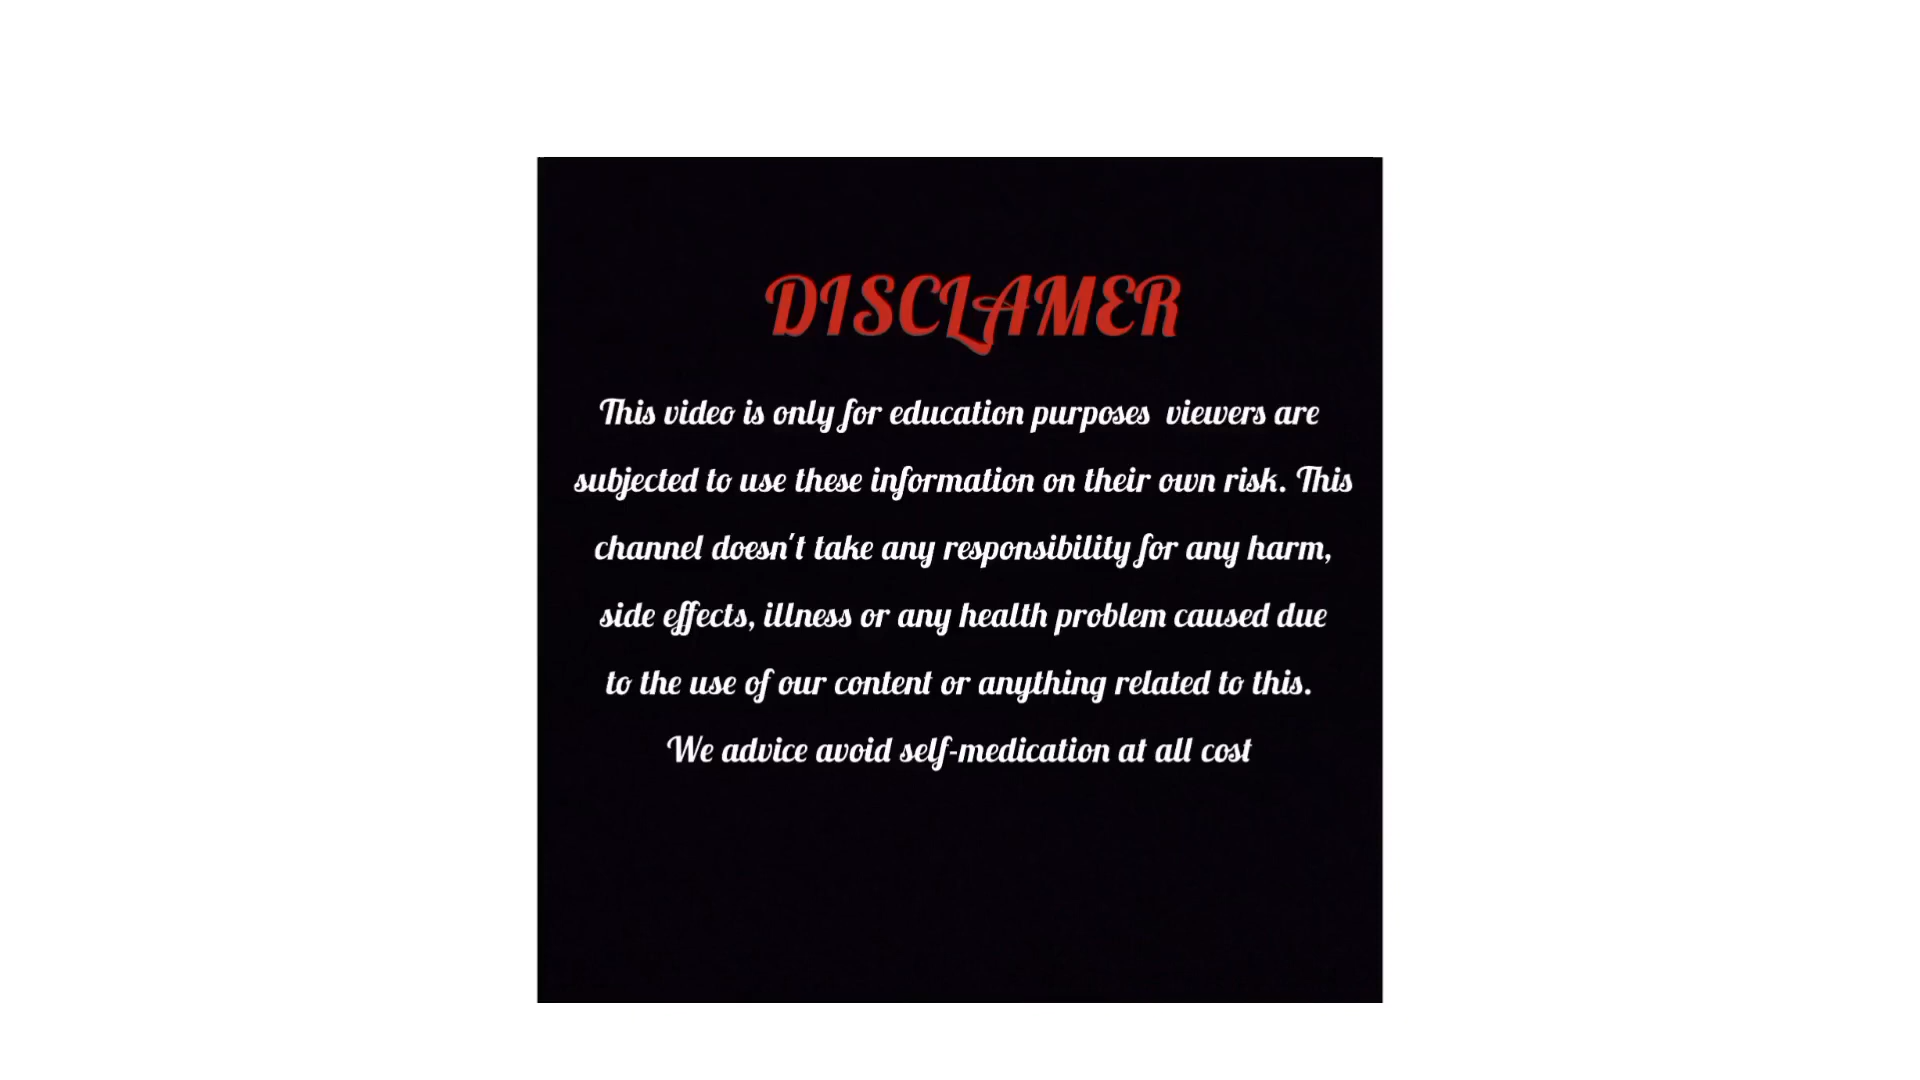 DISCLAMER
This video is only for education purposes  viewers are
subjected to use these information on their own risk. This
channel doesn't take any responsibility for any harm,
side effects, illness or any health problem caused due
to the use of our content or anything related to this.
We advice avoid self-medication at all cost